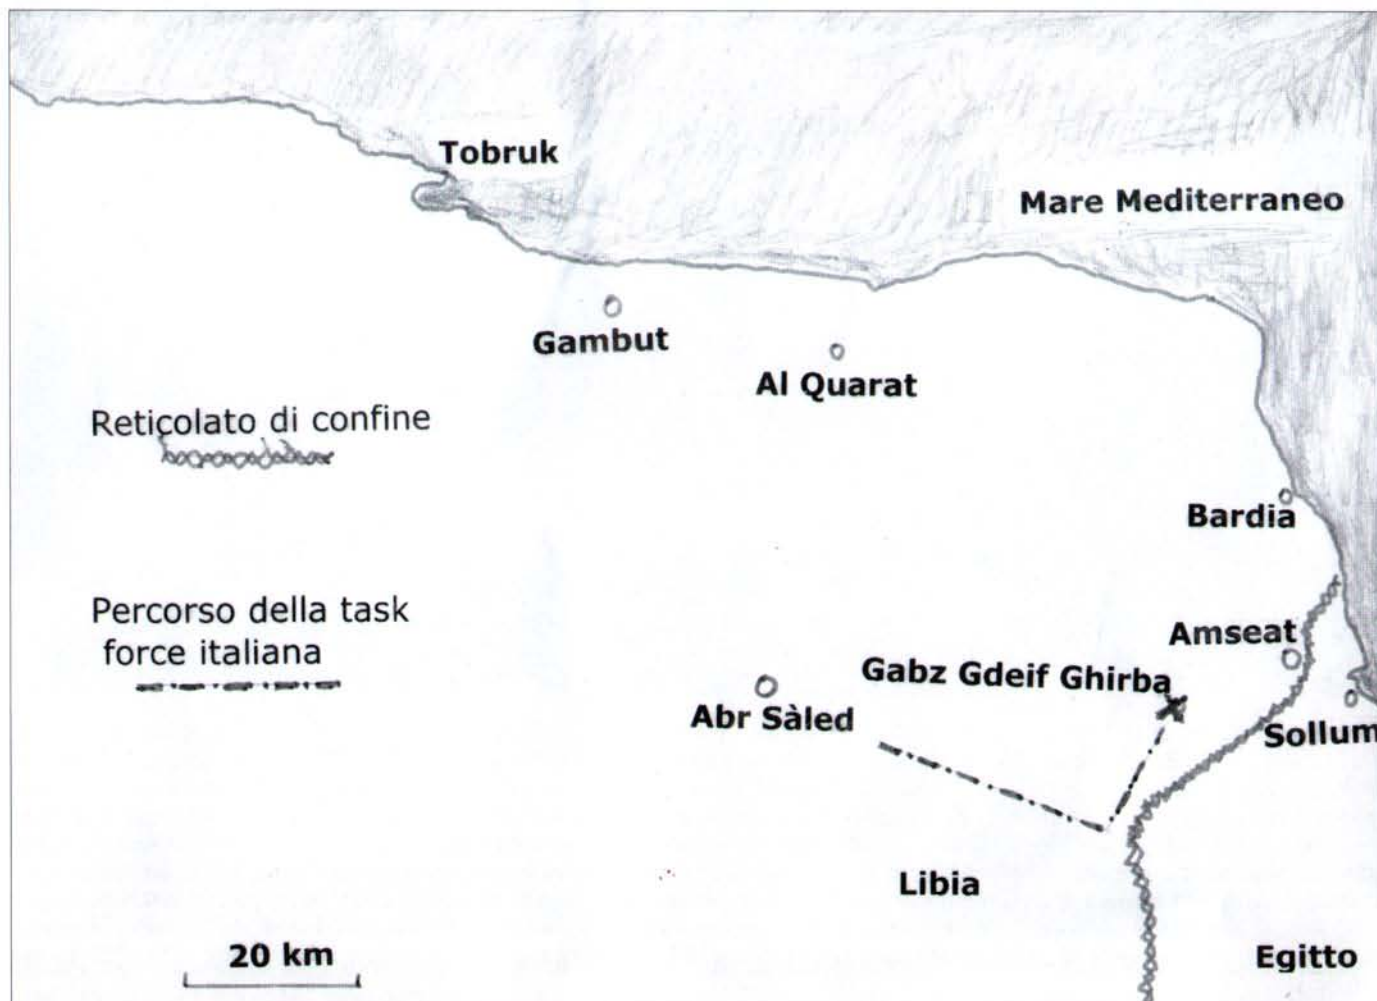 Tobruk
Mare Mediterraneo
Gambut
Al Quarat
Reticolato di confine
Bardia
Percorso della task
force italiana
Amseat
Gabz Gdeif Ghirba
Abr Sàled
Sollum
Libia
20 km
Egitto